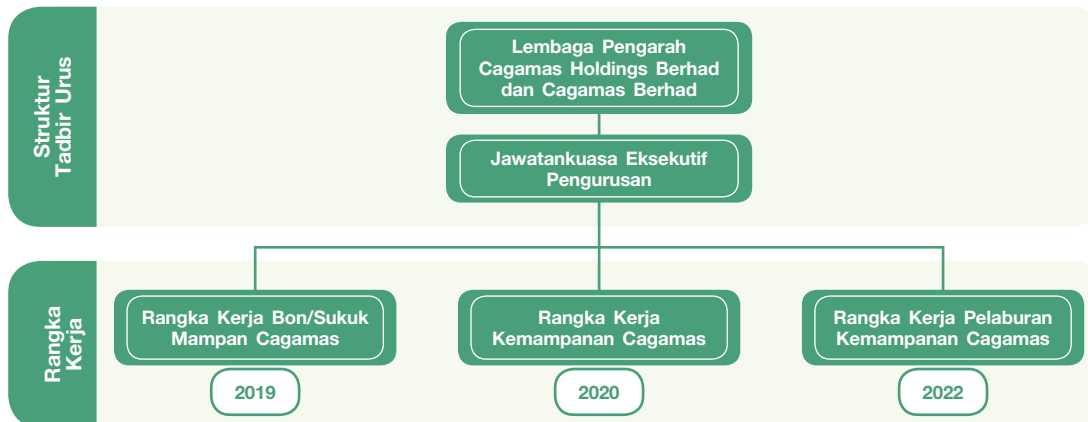 Struktur
Tadbir Urus
Lembaga Pengarah
Cagamas Holdings Berhad
dan Cagamas Berhad
Jawatankuasa Eksekutif
Pengurusan
Rangka
Kerja
Rangka Kerja Bon/Sukuk
Mampan Cagamas
2019
Rangka Kerja
Kemampanan Cagamas
2020
Rangka Kerja Pelaburan
Kemampanan Cagamas
2022